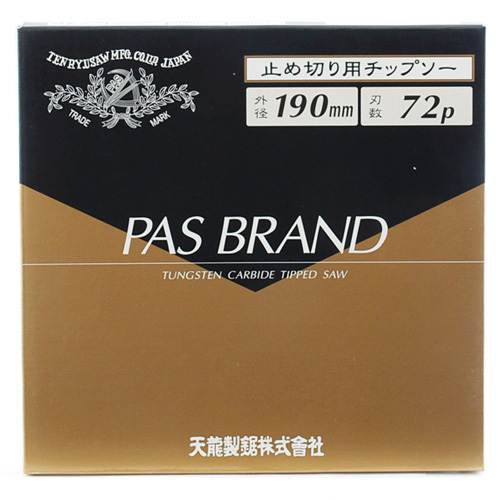 TENRYUSAW MFG. CO., LTD. JAPAN
TRADE MARK
止め切り用チップソー
外径 190mm 刃数 72p
PAS BRAND
TUNGSTEN CARBIDE TIPPED SAW
天龍製鋸株式會社